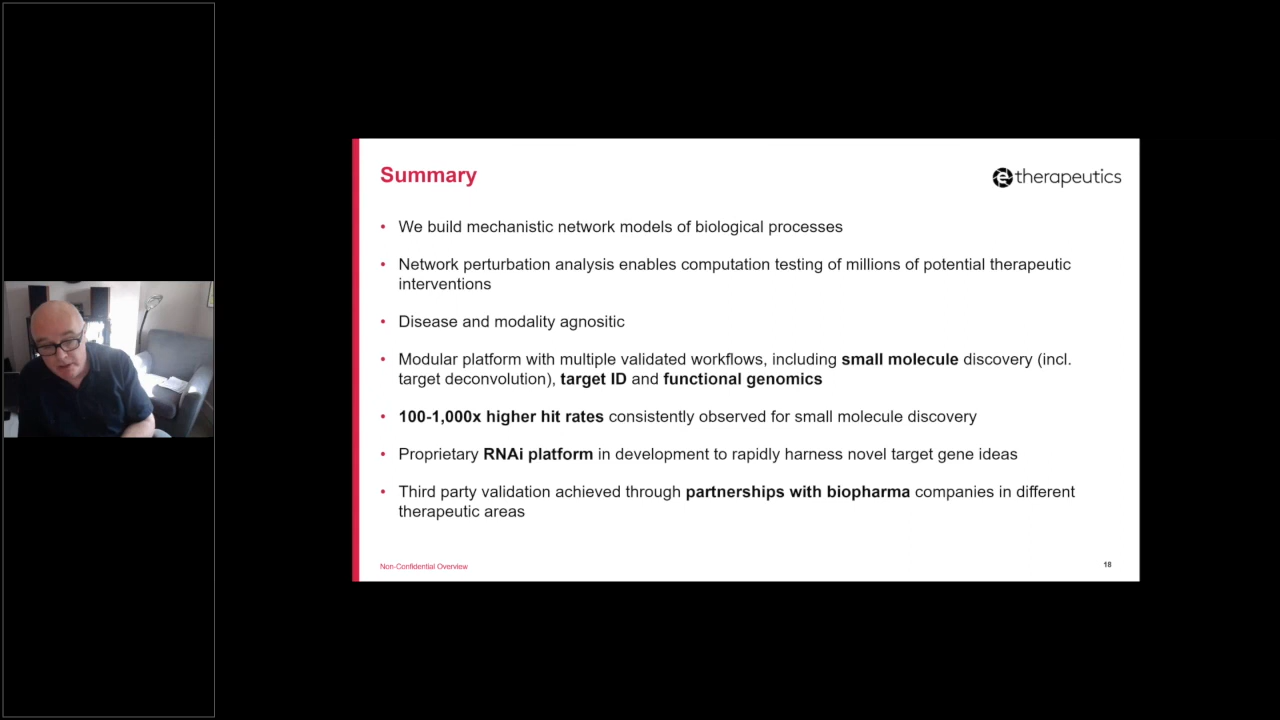 Summary
e therapeutics
• We build mechanistic network models of biological processes
• Network perturbation analysis enables computation testing of millions of potential therapeutic
interventions
• Disease and modality agnositic
• Modular platform with multiple validated workflows, including small molecule discovery (incl.
target deconvolution), target ID and functional genomics
• 100-1,000x higher hit rates consistently observed for small molecule discovery
• Proprietary RNAi platform in development to rapidly harness novel target gene ideas
• Third party validation achieved through partnerships with biopharma companies in different
therapeutic areas
Non-Confidential Overview
18